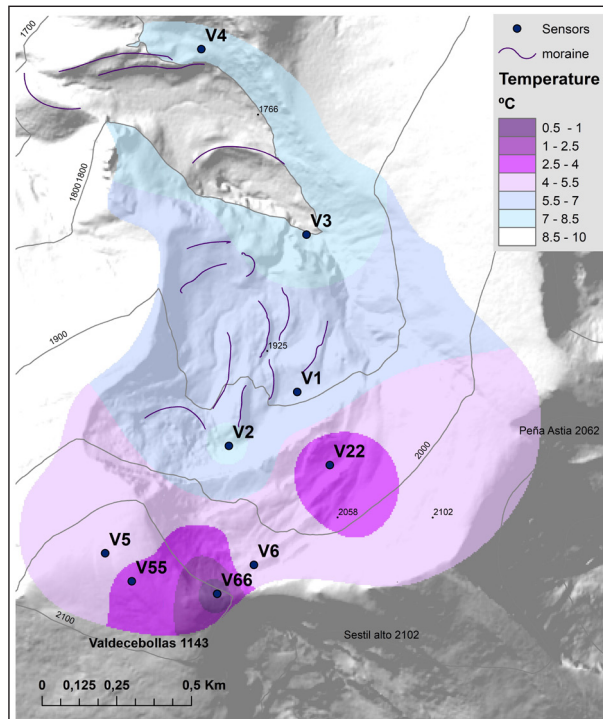 1700
V4
Sensors
moraine
Temperature
ºC
0.5 - 1
1 - 2.5
2.5 - 4
4 - 5.5
5.5 - 7
7 - 8.5
8.5 - 10
1766
1800
1800
V3
1900
1925
V1
V2
V22
2000
Peña Astia 2062
2058
2102
V5
V6
V55
V66
2100
Valdecebollas 1143
Sestil alto 2102
0 0,125 0,25 0,5 Km